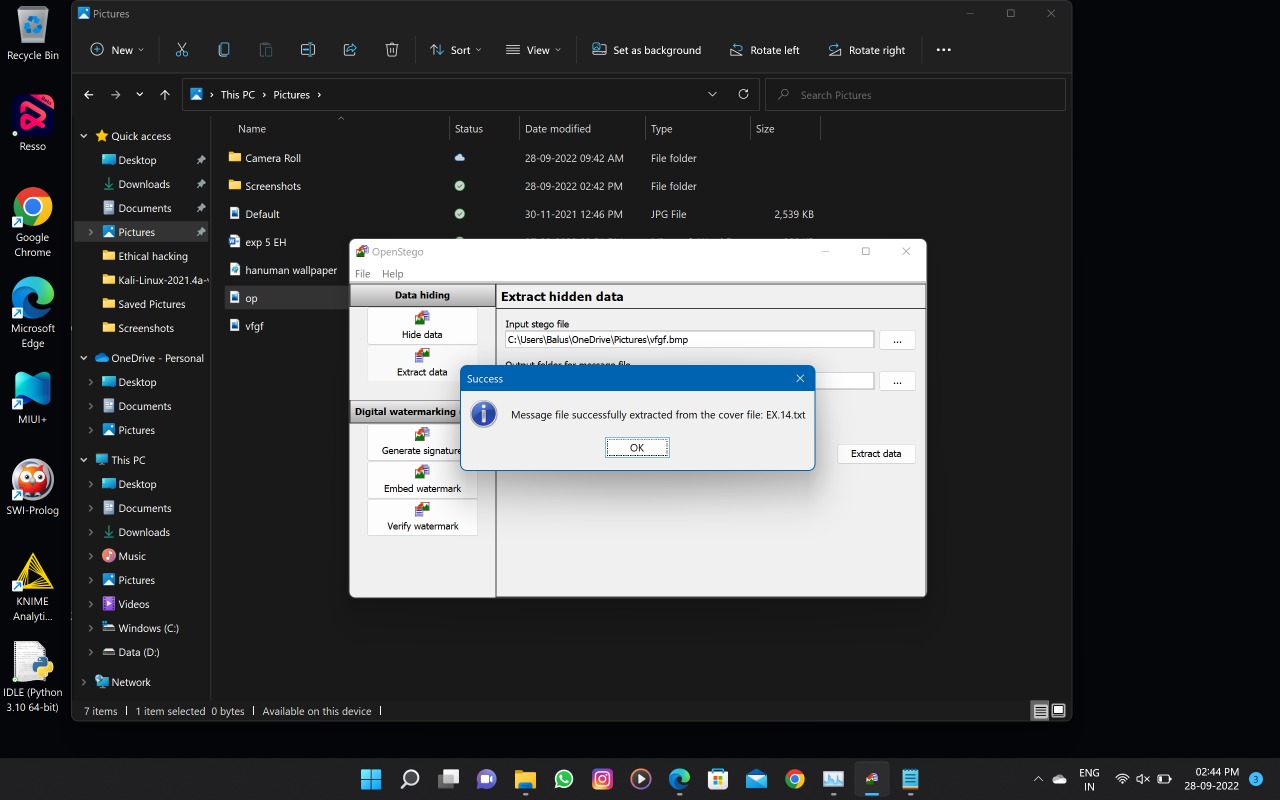 Recycle Bin
Resso
Google
Chrome
Microsoft
Edge
MIUI+
SWI-Prolog
KNIME
Analyti...
IDLE (Python
3.10 64-bit)
Pictures
New
Sort
View
Set as background
Rotate left
Rotate right
This PC
Pictures
Search Pictures
Quick access
Desktop
Downloads
Documents
Pictures
Ethical hacking
Kali-Linux-2021.4a-
Saved Pictures
Screenshots
OneDrive - Personal
Desktop
Documents
Pictures
This PC
Desktop
Documents
Downloads
Music
Pictures
Videos
Windows (C:)
Data (D:)
Network
Name Status Date modified Type Size
Camera Roll 28-09-2022 09:42 AM File folder
Screenshots 28-09-2022 02:42 PM File folder
Default 30-11-2021 12:46 PM JPG File 2,539 KB
exp 5 EH
hanuman wallpaper
op
vfgf
OpenStego
File Help
Data hiding
Hide data
Extract data
Digital watermarking
Generate signature
Embed watermark
Verify watermark
Extract hidden data
Input stego file
C:\Users\Balus\OneDrive\Pictures\vfgf.bmp
...
Output folder for message file
...
Extract data
Success
Message file successfully extracted from the cover file: EX.14.txt
OK
7 items 1 item selected 0 bytes Available on this device
ENG
IN
02:44 PM
28-09-2022
3